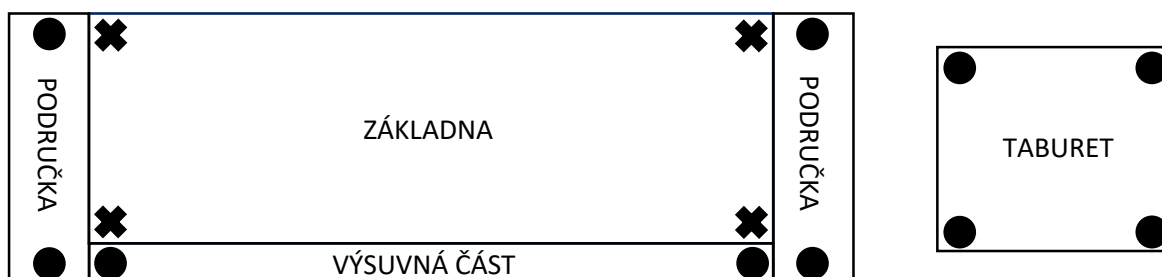 PODRUČKA
ZÁKLADNA
PODRUČKA
TABURET
VÝSUVNÁ ČÁST